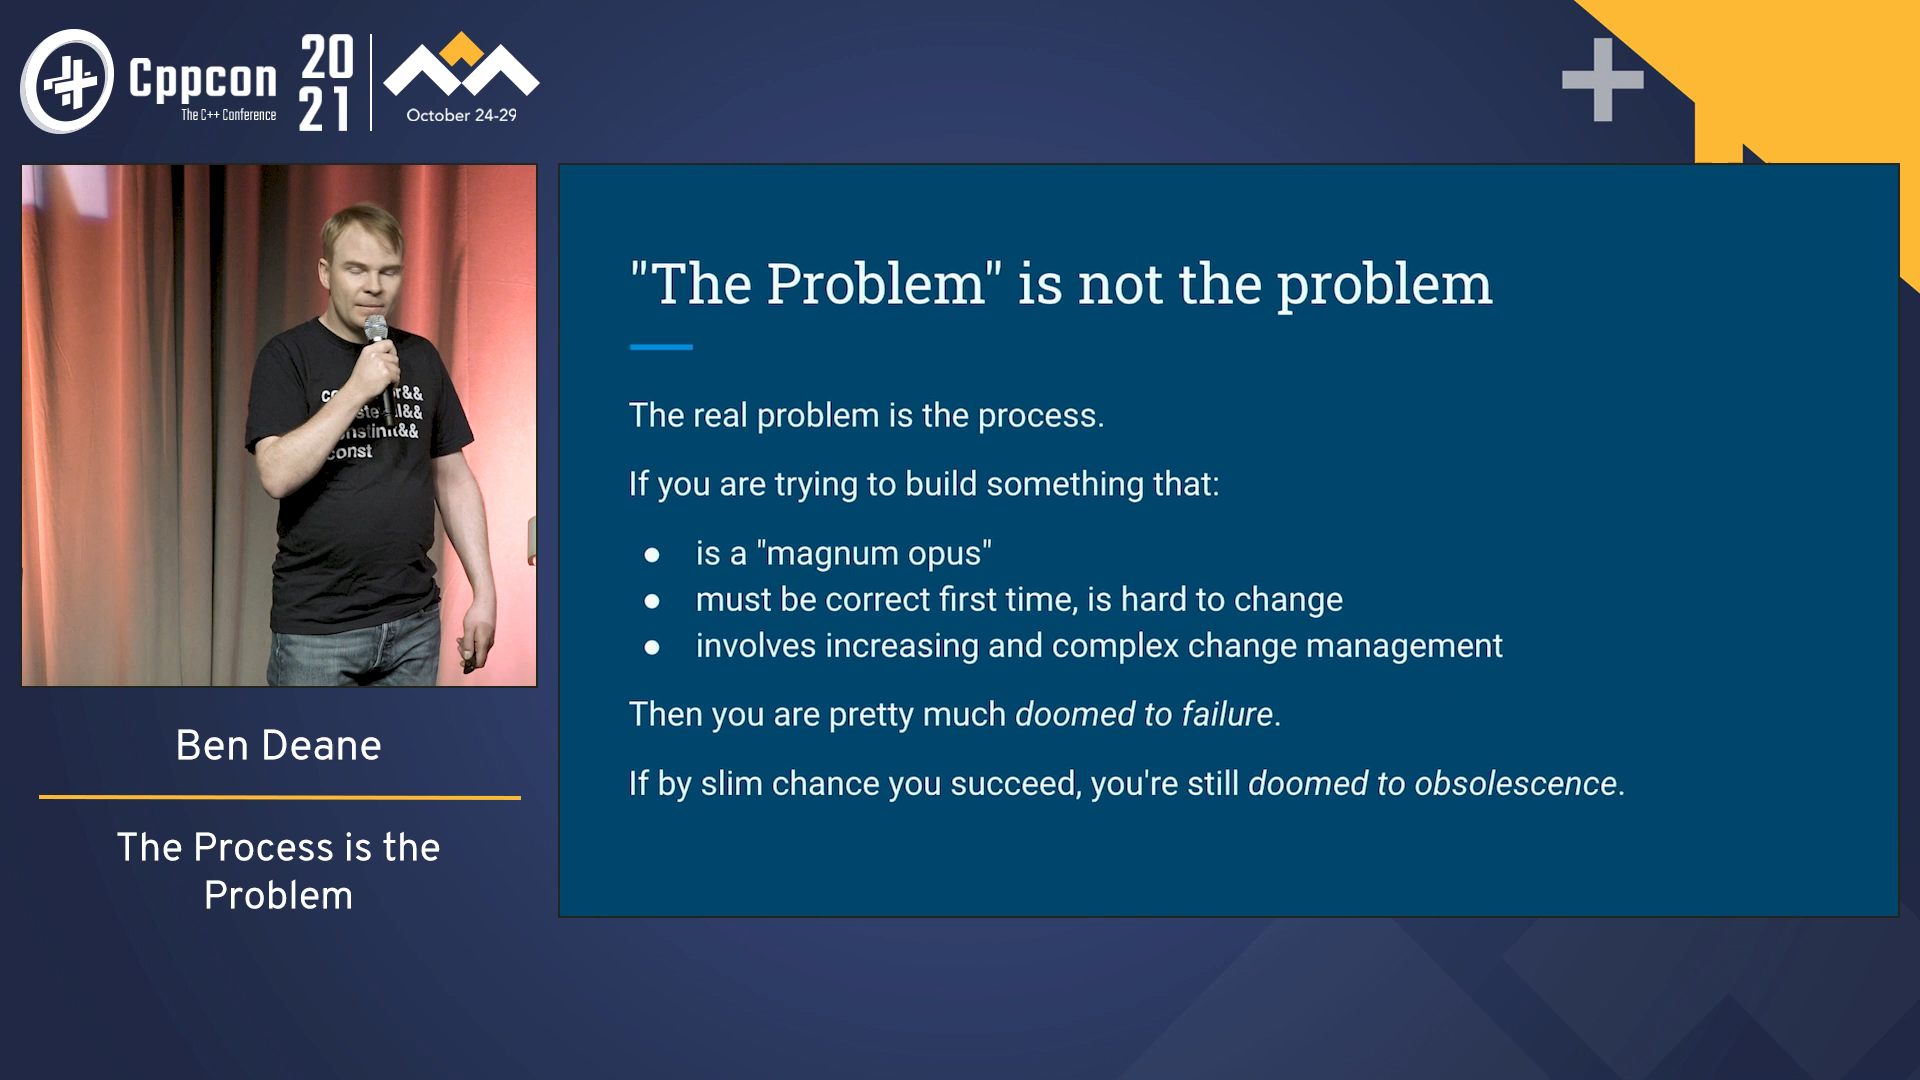 Cppcon
The C++ Conference
20
21
October 24-29
"The Problem" is not the problem
The real problem is the process.
If you are trying to build something that:
● is a "magnum opus"
● must be correct first time, is hard to change
● involves increasing and complex change management
Then you are pretty much doomed to failure.
If by slim chance you succeed, you're still doomed to obsolescence.
const
Ben Deane
The Process is the
Problem